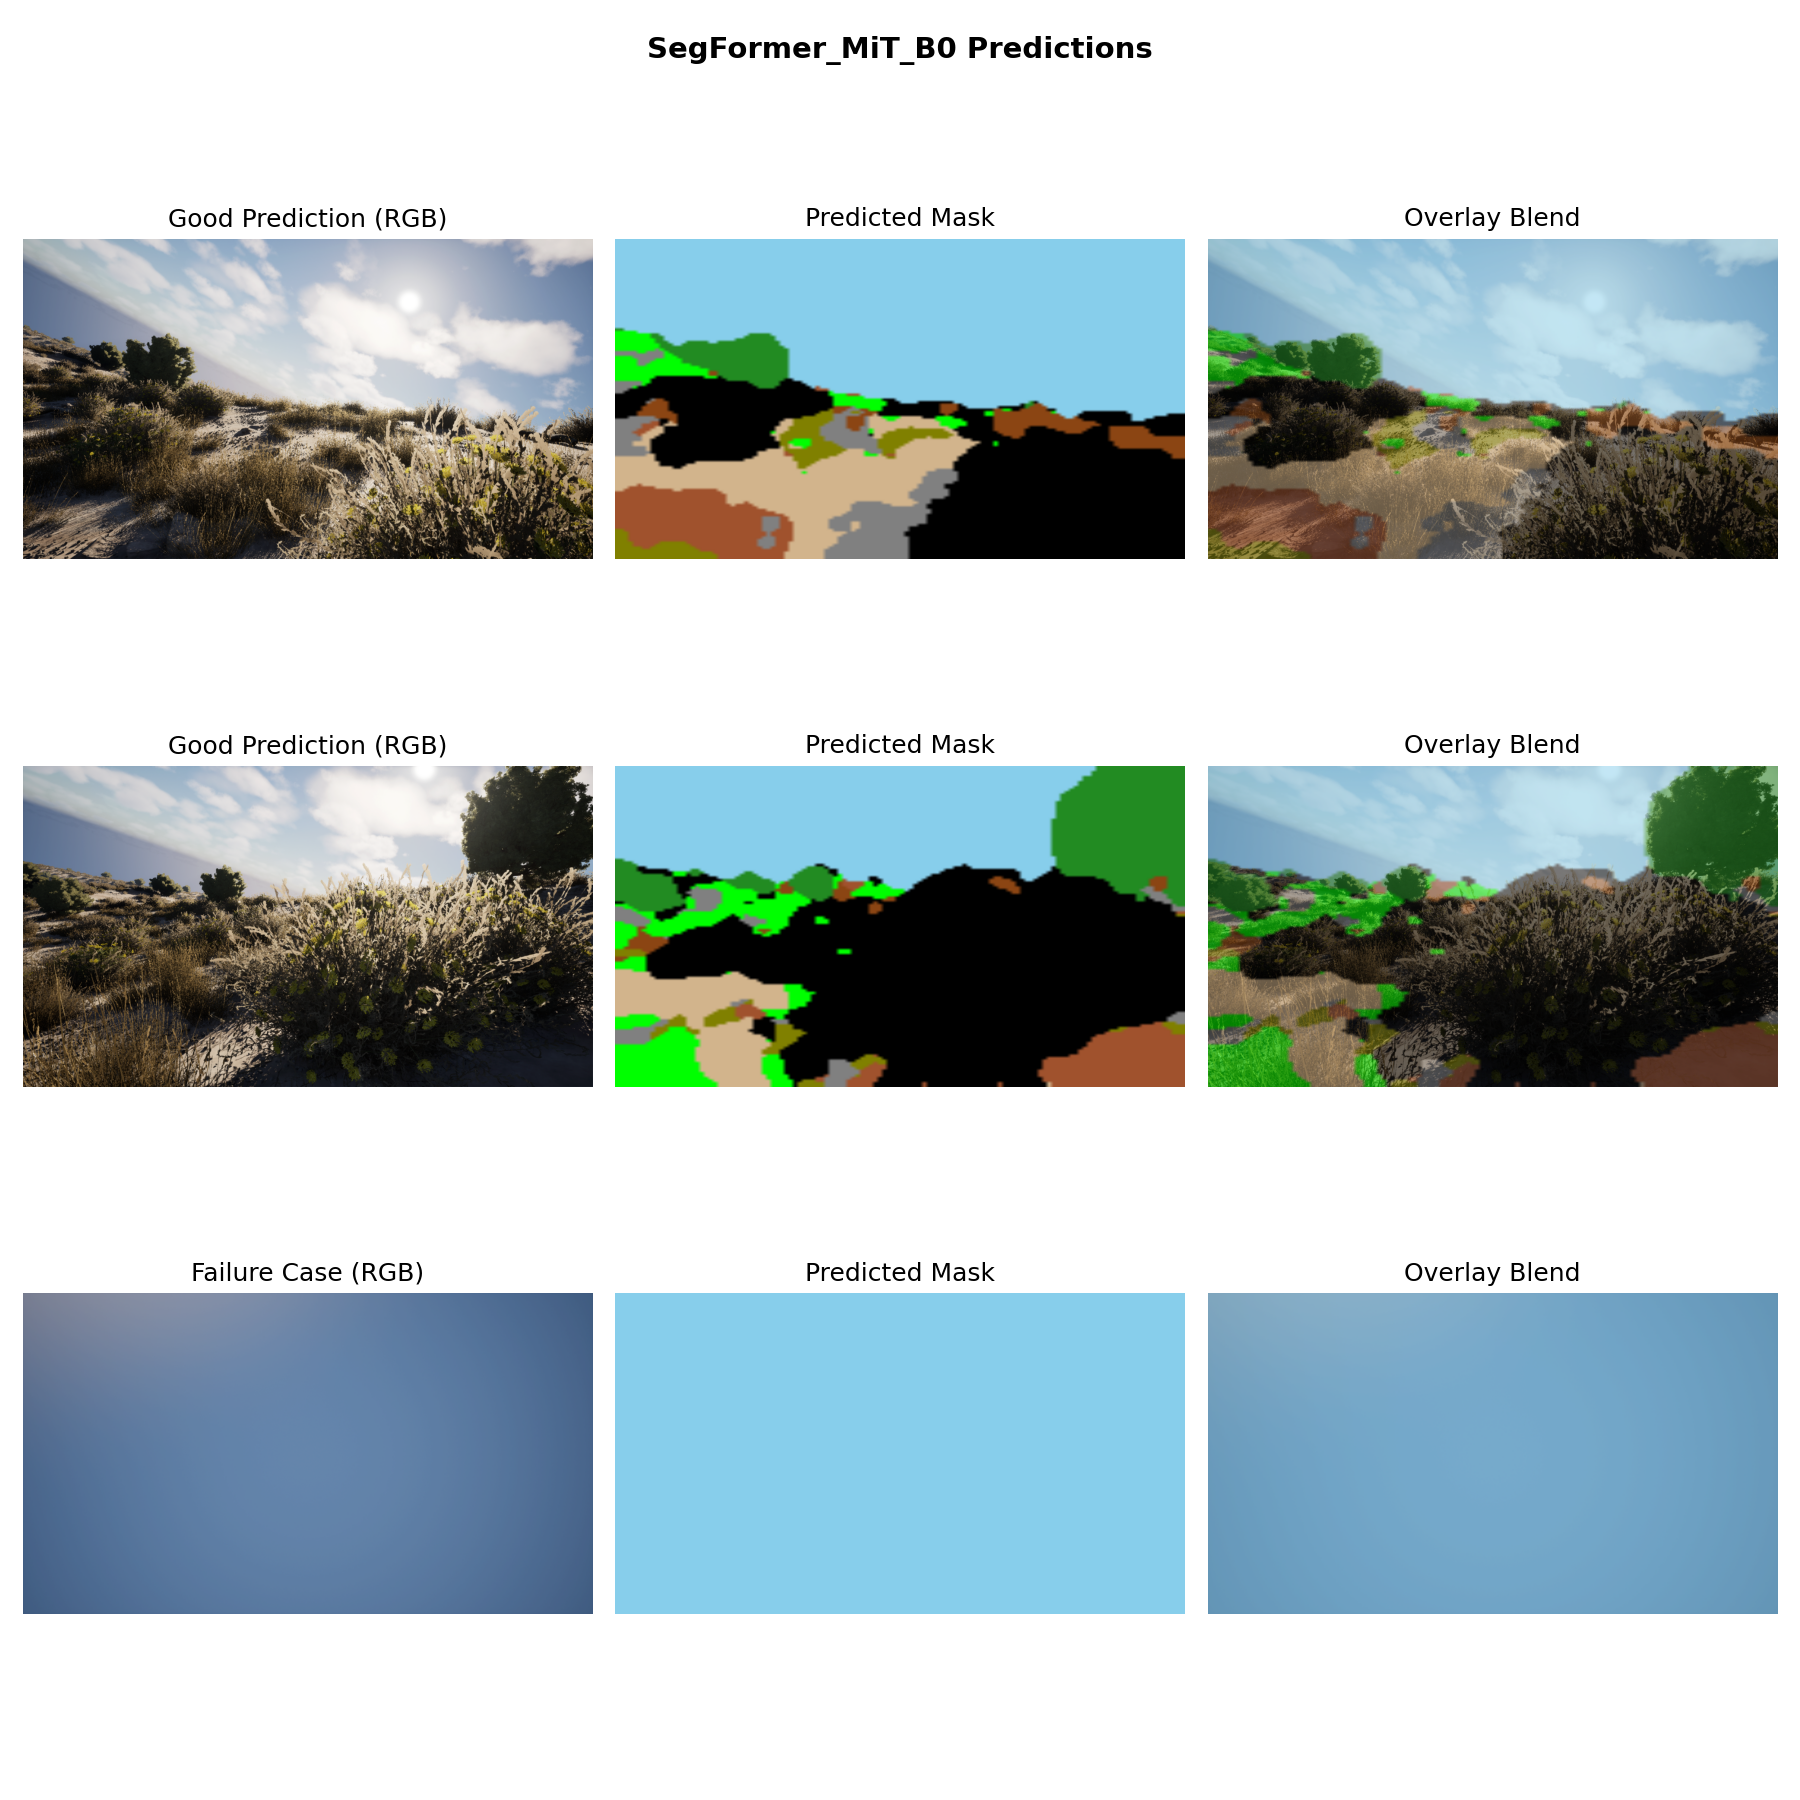 SegFormer_MiT_B0 Predictions
Good Prediction (RGB)
Predicted Mask
Overlay Blend
Good Prediction (RGB)
Predicted Mask
Overlay Blend
Failure Case (RGB)
Predicted Mask
Overlay Blend